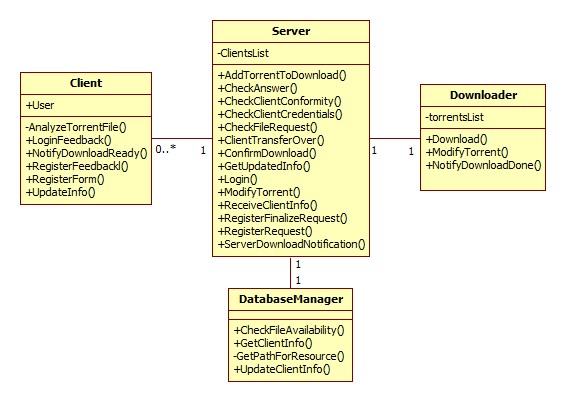 Server
-ClientsList
+AddTorrentToDownload()
+CheckAnswer()
+CheckClientConformity()
+CheckClientCredentials()
+CheckFileRequest()
+ClientTransferOver()
+ConfirmDownload()
+GetUpdatedInfo()
+Login()
+ModifyTorrent()
+ReceiveClientInfo()
+RegisterFinalizeRequest()
+RegisterRequest()
+ServerDownloadNotification()
Client
+User
-AnalyzeTorrentFile()
+LoginFeedback()
+NotifyDownloadReady()
+RegisterFeedbackl()
+RegisterForm()
+UpdateInfo()
0..*
1
Downloader
-torrentsList
+Download()
+ModifyTorrent()
+NotifyDownloadDone()
1
1
1
1
DatabaseManager
+CheckFileAvailability()
+GetClientInfo()
-GetPathForResource()
+UpdateClientInfo()